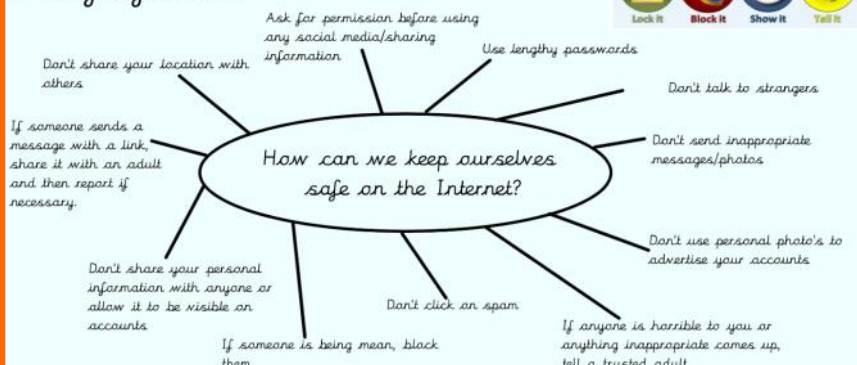 Ask for permission before using
any social media/sharing
information
Lock it
Block it
Show it
Tell it
Use lengthy passwords
Don't share your location with
others
Don't talk to strangers
If someone sends a
message with a link,
share it with an adult
and then report if
necessary.
Don't send inappropriate
messages/photos
How can we keep ourselves
safe on the Internet?
Don't use personal photo's to
advertise your accounts
Don't share your personal
information with anyone or
allow it to be visible on
accounts
Don't click on spam
If someone is being mean, block
them
If anyone is horrible to you or
anything inappropriate comes up,
tell a trusted adult